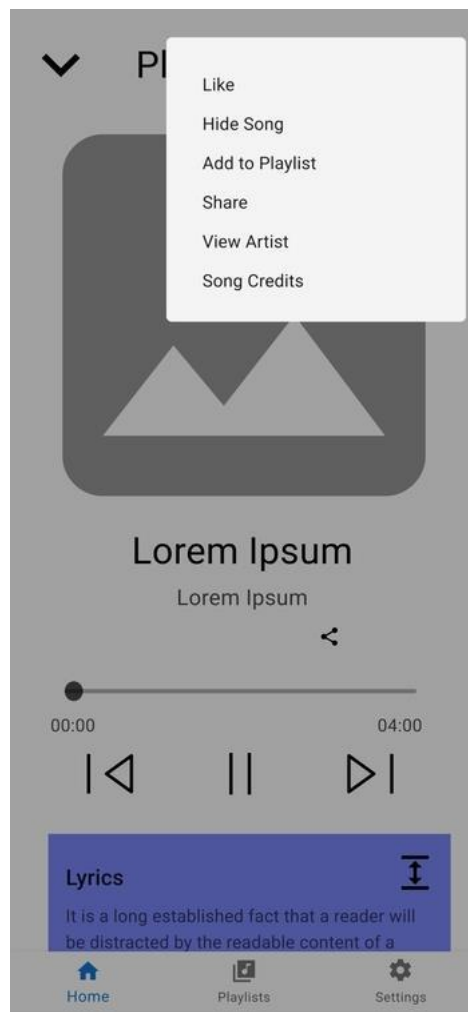 Pl
Like
Hide Song
Add to Playlist
Share
View Artist
Song Credits
Lorem Ipsum
Lorem Ipsum
00:00 04:00
Lyrics
It is a long established fact that a reader will
be distracted by the readable content of a
Home Playlists Settings